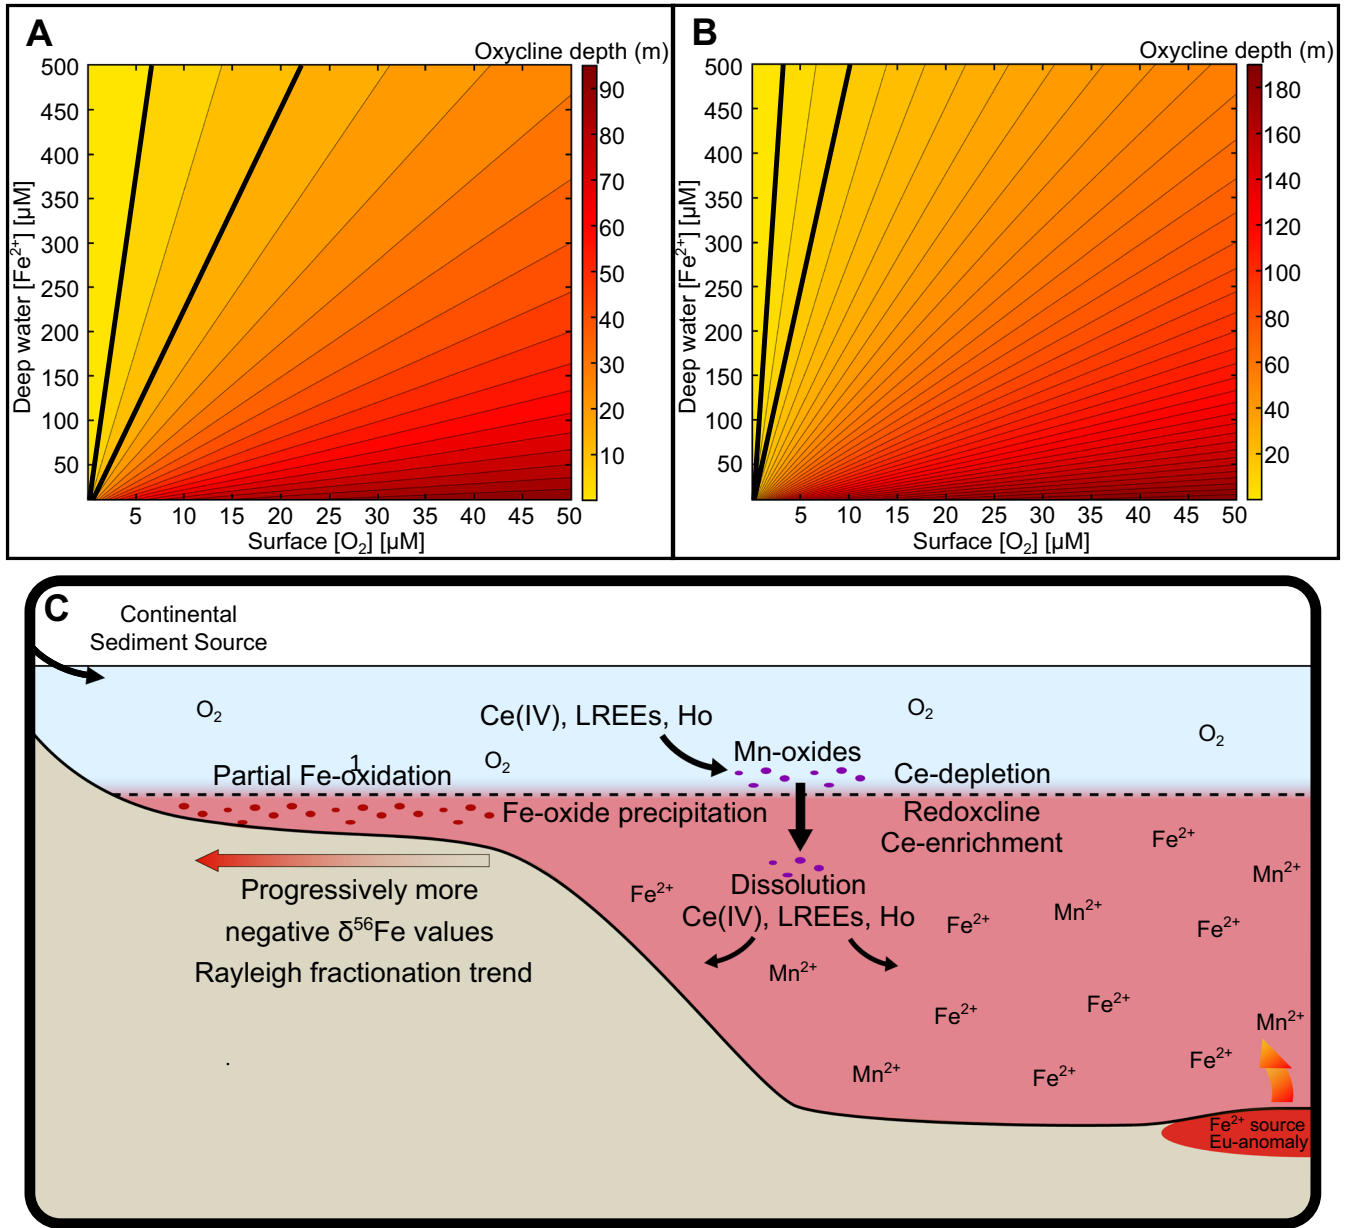 A
Oxycline depth (m)
500
450
400
350
300
250
200
150
100
50
Deep water [Fe²⁺] [µM]
5 10 15 20 25 30 35 40 45 50
Surface [O₂] [µM]
90
80
70
60
50
40
30
20
10
B
Oxycline depth (m)
500
450
400
350
300
250
200
150
100
50
Deep water [Fe²⁺] [µM]
5 10 15 20 25 30 35 40 45 50
Surface [O₂] [µM]
180
160
140
120
100
80
60
40
20
C
Continental
Sediment Source
O₂
Ce(IV), LREEs, Ho
O₂
O₂
1
O₂
Mn-oxides
Partial Fe-oxidation
Ce-depletion
Fe-oxide precipitation
Redoxcline
Ce-enrichment
Fe²⁺
Mn²⁺
Progressively more
negative δ⁵⁶Fe values
Rayleigh fractionation trend
Fe²⁺
Dissolution
Ce(IV), LREEs, Ho
Fe²⁺
Mn²⁺
Fe²⁺
Mn²⁺
Fe²⁺
Fe²⁺
Mn²⁺
Mn²⁺
Fe²⁺
Fe²⁺
Fe²⁺ source
Eu-anomaly